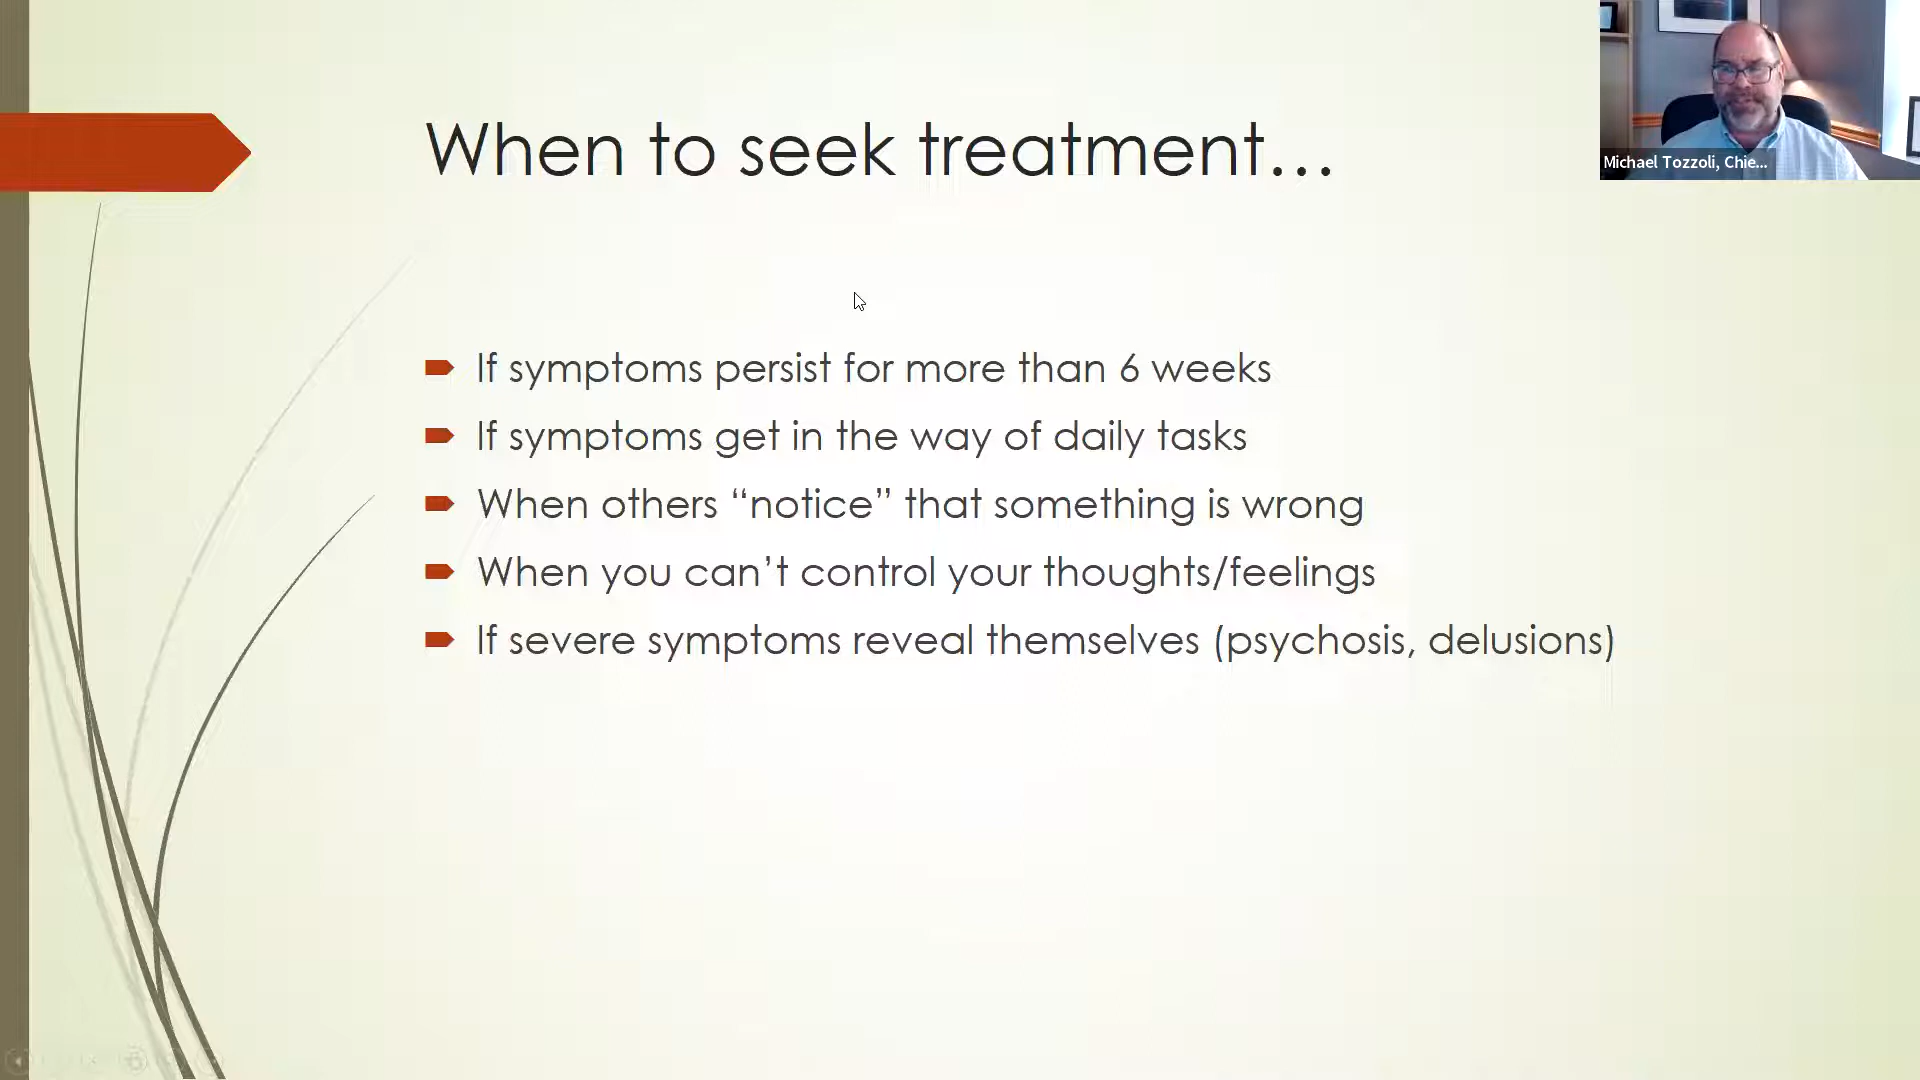 When to seek treatment...
Michael Tozzoli, Chie...
If symptoms persist for more than 6 weeks
If symptoms get in the way of daily tasks
When others “notice” that something is wrong
When you can’t control your thoughts/feelings
If severe symptoms reveal themselves (psychosis, delusions)